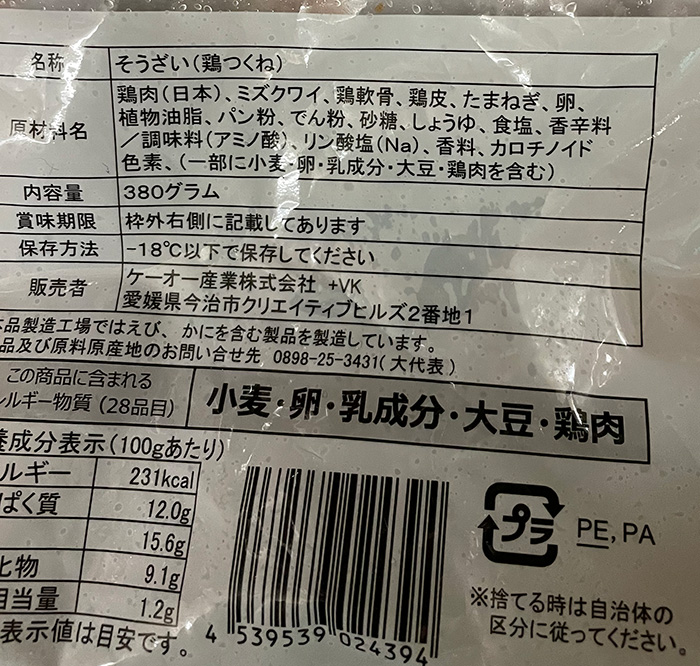 名称 そうざい(鶏つくね)
原材料名 鶏肉(日本)、ミズクワイ、鶏軟骨、鶏皮、たまねぎ、卵、
植物油脂、パン粉、でん粉、砂糖、しょうゆ、食塩、香辛料
/調味料(アミノ酸)、リン酸塩(Na)、香料、カロチノイド
色素、(一部に小麦・卵・乳成分・大豆・鶏肉を含む)
内容量 380グラム
賞味期限 枠外右側に記載してあります
保存方法 -18℃以下で保存してください
販売者 ケーオー産業株式会社 +VK
愛媛県今治市クリエイティブヒルズ2番地1
品製造工場ではえび、かにを含む製品を製造しています。
品及び原料原産地のお問い合せ先 0898-25-3431(大代表)
この商品に含まれる
ルギー物質(28品目) 小麦・卵・乳成分・大豆・鶏肉
成分表示(100gあたり)
ルギー 231kcal
ぱく質 12.0g
15.6g
化物 9.1g
相当量 1.2g
表示値は目安です。
4 539539 024394
プラ PE, PA
※捨てる時は自治体の
区分に従ってください。